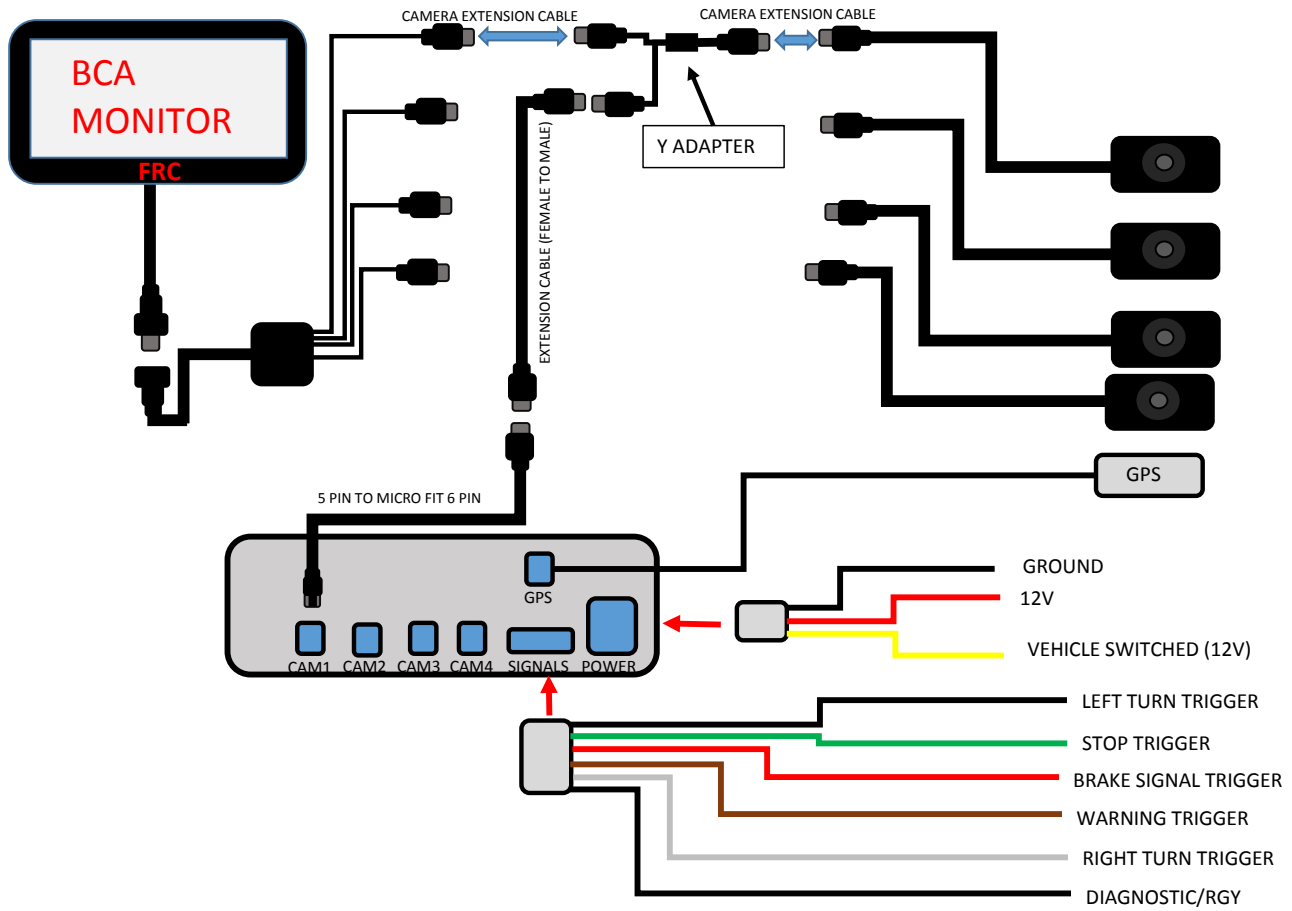 CAMERA EXTENSION CABLE
CAMERA EXTENSION CABLE
BCA
MONITOR
FRC
Y ADAPTER
EXTENSION CABLE (FEMALE TO MALE)
GPS
5 PIN TO MICRO FIT 6 PIN
GPS
GROUND
12V
VEHICLE SWITCHED (12V)
CAM1
CAM2
CAM3
CAM4
SIGNALS
POWER
LEFT TURN TRIGGER
STOP TRIGGER
BRAKE SIGNAL TRIGGER
WARNING TRIGGER
RIGHT TURN TRIGGER
DIAGNOSTIC/RGY